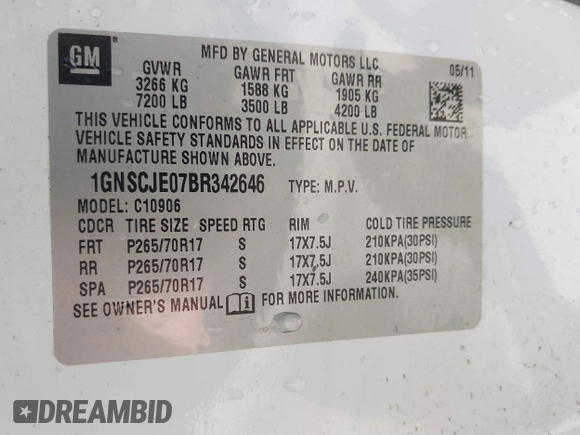 GM
MFD BY GENERAL MOTORS LLC
05/11
GVWR GAWR FRT GAWR RR
3266 KG 1588 KG 1905 KG
7200 LB 3500 LB 4200 LB
THIS VEHICLE CONFORMS TO ALL APPLICABLE U.S. FEDERAL MOTOR
VEHICLE SAFETY STANDARDS IN EFFECT ON THE DATE OF
MANUFACTURE SHOWN ABOVE.
1GNSCJE07BR342646 TYPE: M.P.V.
MODEL: C10906
CDCR TIRE SIZE SPEED RTG RIM COLD TIRE PRESSURE
FRT P265/70R17 S 17X7.5J 210KPA(30PSI)
RR P265/70R17 S 17X7.5J 210KPA(30PSI)
SPA P265/70R17 S 17X7.5J 240KPA(35PSI)
SEE OWNER'S MANUAL FOR MORE INFORMATION.
DREAMBID